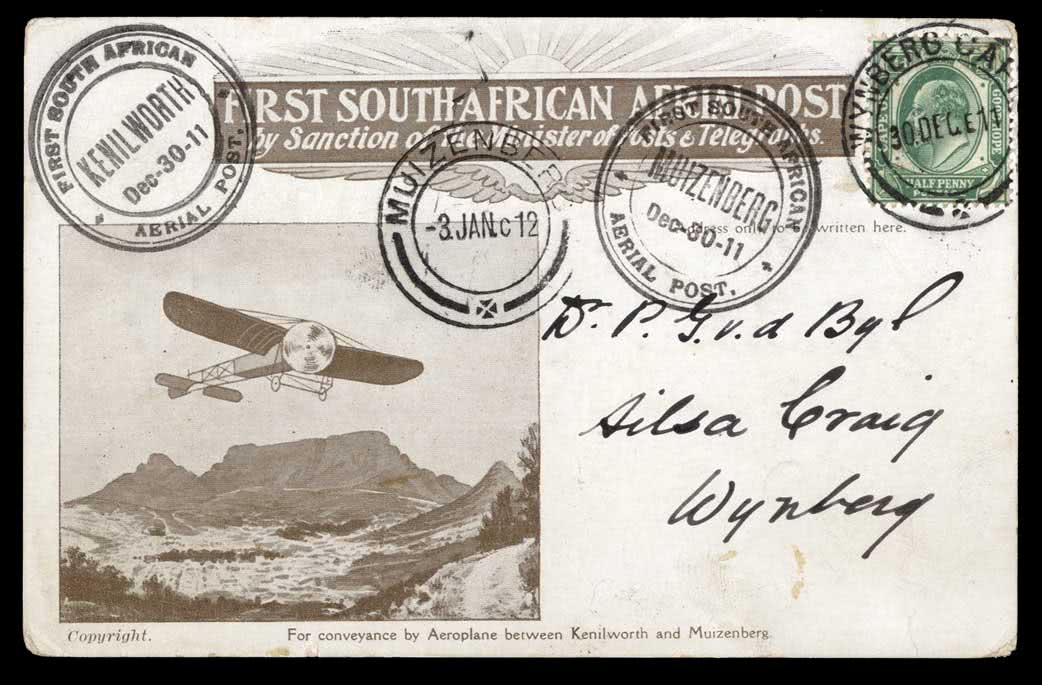 FIRST SOUTH AFRICAN AERIAL POST
by Sanction of the Minister of Posts & Telegraphs.
FIRST SOUTH AFRICAN
KENILWORTH
Dec-30-11
AERIAL POST.
MUIZENBERG
-3 JAN. C 12
FIRST SOUTH AFRICAN
MUIZENBERG
Dec-30-11
AERIAL POST.
WYNBERG
30 DEC E 11
HALF PENNY
Address only to be written here.
Dr. P. G. v. d Byl
Ailsa Craig
Wynberg
Copyright.
For conveyance by Aeroplane between Kenilworth and Muizenberg.